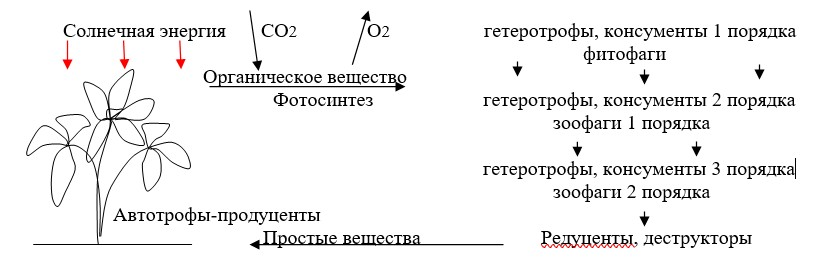 Солнечная энергия
CO2
O2
Органическое вещество
Фотосинтез
Автотрофы-продуценты
Простые вещества
гетеротрофы, консументы 1 порядка
фитофаги
гетеротрофы, консументы 2 порядка
зоофаги 1 порядка
гетеротрофы, консументы 3 порядка
зоофаги 2 порядка
Редуценты, деструкторы